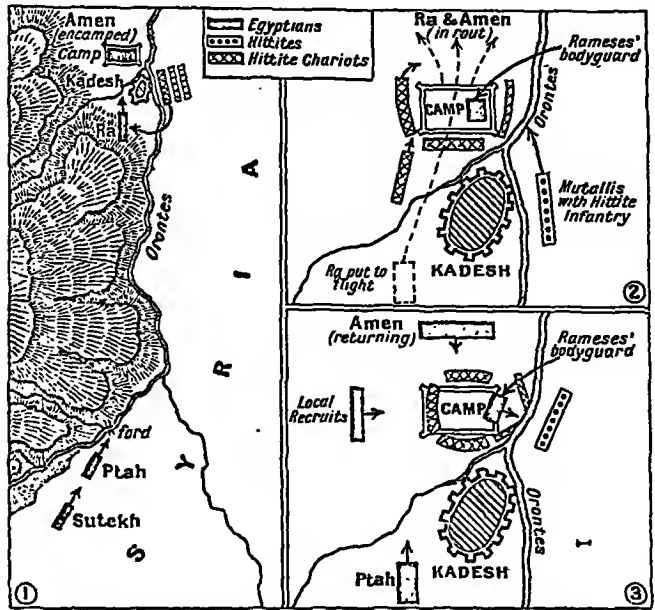 Amen
(encamped)
Camp
Kadesh
Ra
Orontes
SYRIA
ford
Ptah
Sutekh
①
Egyptians
Hittites
Hittite Chariots
Ra & Amen
(in rout)
Rameses'
bodyguard
CAMP
Orontes
Mutallis
with Hittite
Infantry
KADESH
Ra put to
flight
②
Amen
(returning)
Rameses'
bodyguard
Local
Recruits
CAMP
Orontes
KADESH
Ptah
I
③